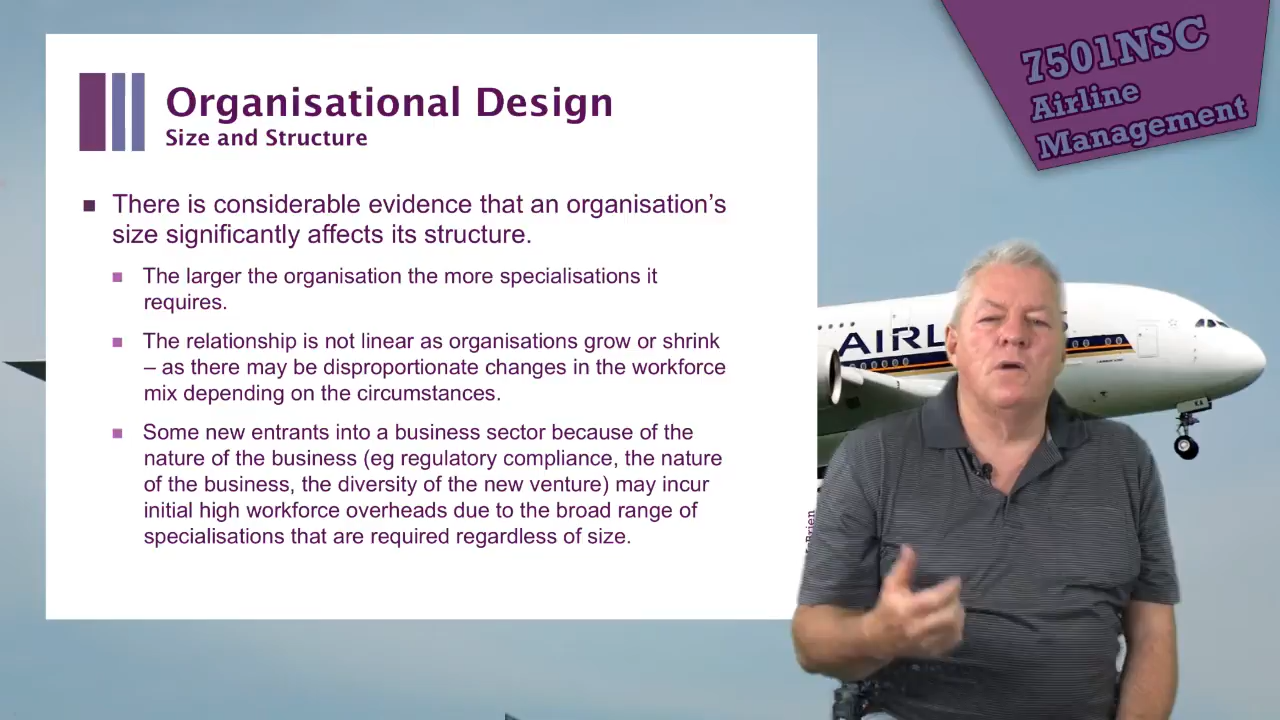 7501NSC
Airline
Management
Organisational Design
Size and Structure
There is considerable evidence that an organisation's
size significantly affects its structure.
The larger the organisation the more specialisations it
requires.
The relationship is not linear as organisations grow or shrink
– as there may be disproportionate changes in the workforce
mix depending on the circumstances.
Some new entrants into a business sector because of the
nature of the business (eg regulatory compliance, the nature
of the business, the diversity of the new venture) may incur
initial high workforce overheads due to the broad range of
specialisations that are required regardless of size.
AIRL